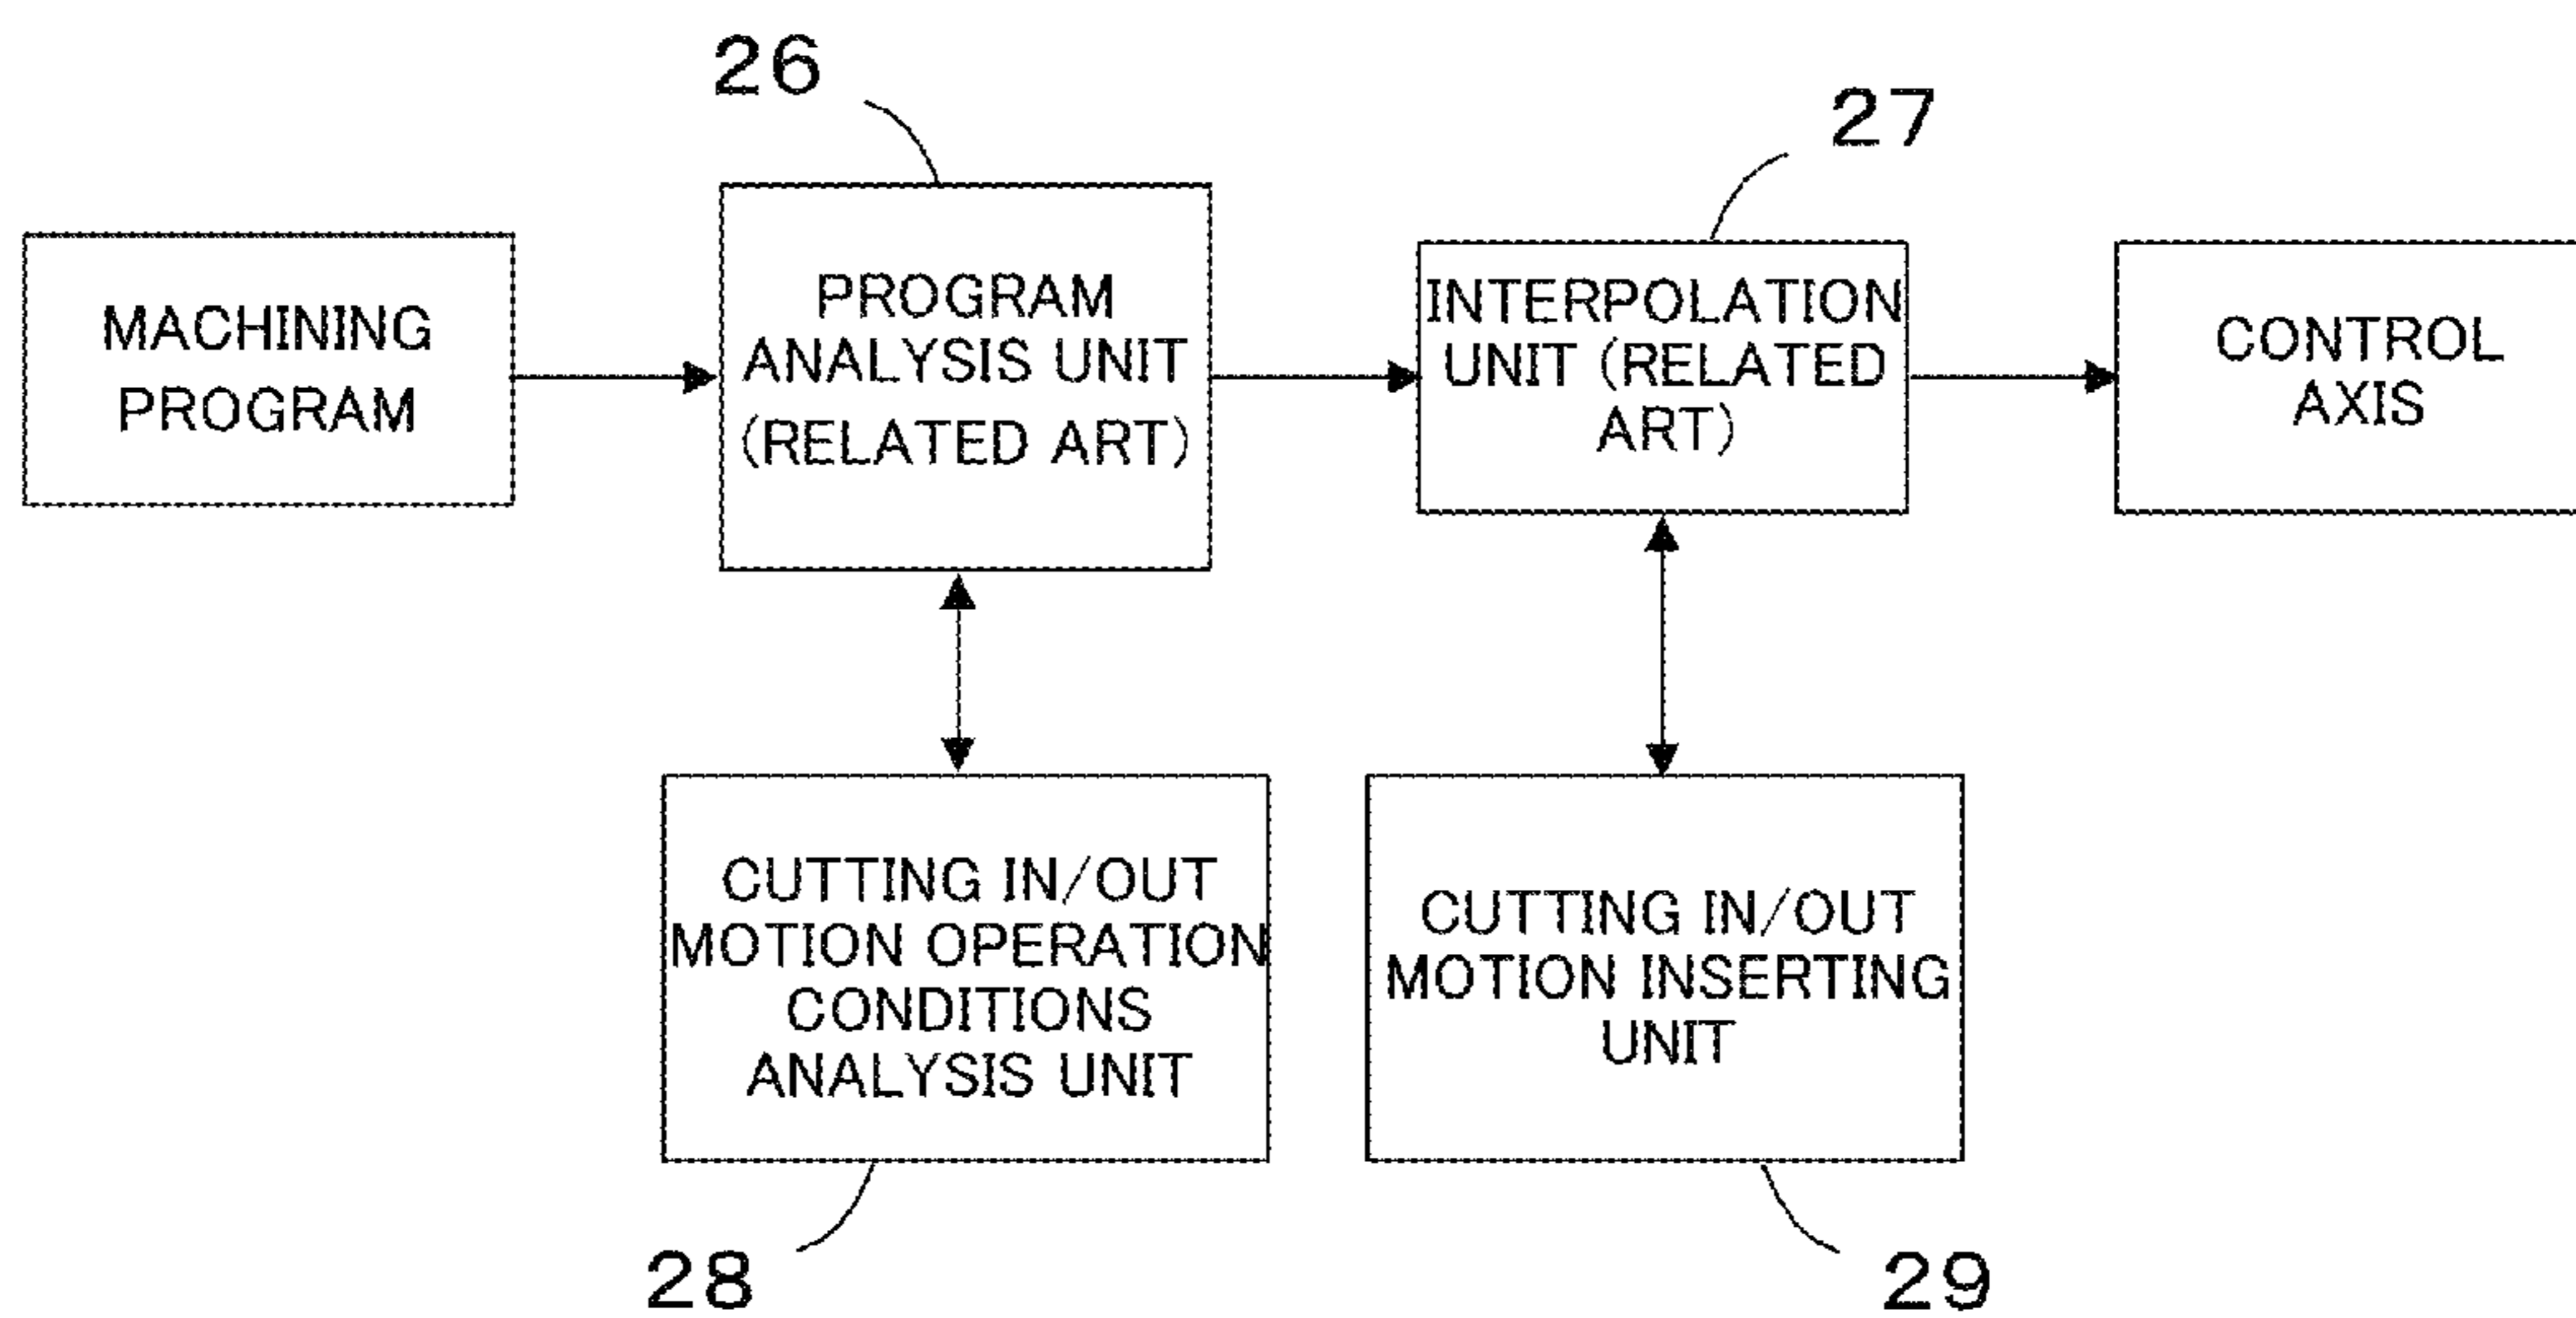 26
27
MACHINING
PROGRAM
PROGRAM
ANALYSIS UNIT
(RELATED ART)
INTERPOLATION
UNIT (RELATED
ART)
CONTROL
AXIS
CUTTING IN/OUT
MOTION OPERATION
CONDITIONS
ANALYSIS UNIT
CUTTING IN/OUT
MOTION INSERTING
UNIT
28
29